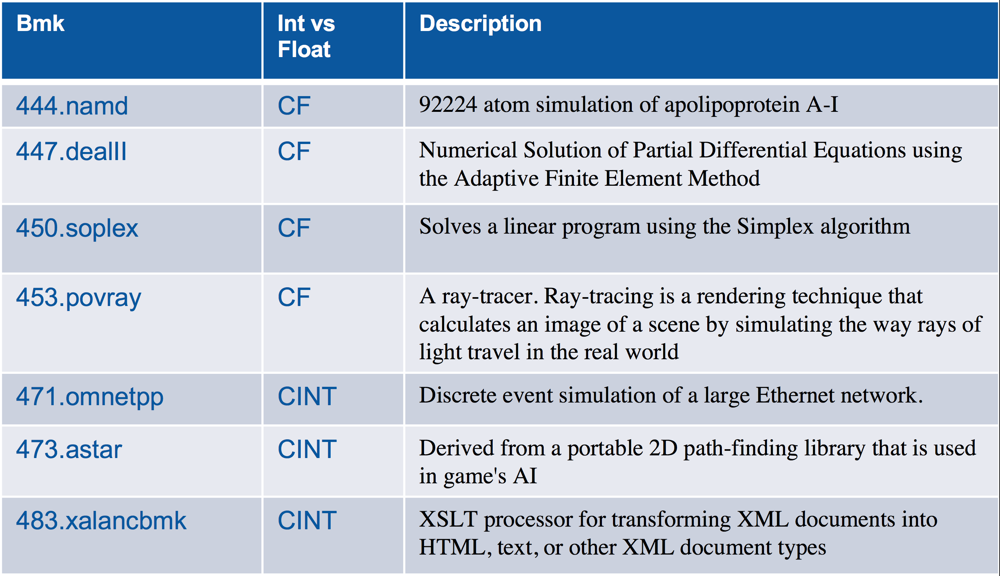 Bmk
Int vs
Float
Description
444.namd
CF
92224 atom simulation of apolipoprotein A-I
447.dealII
CF
Numerical Solution of Partial Differential Equations using
the Adaptive Finite Element Method
450.soplex
CF
Solves a linear program using the Simplex algorithm
453.povray
CF
A ray-tracer. Ray-tracing is a rendering technique that
calculates an image of a scene by simulating the way rays of
light travel in the real world
471.omnetpp
CINT
Discrete event simulation of a large Ethernet network.
473.astar
CINT
Derived from a portable 2D path-finding library that is used
in game's AI
483.xalancbmk
CINT
XSLT processor for transforming XML documents into
HTML, text, or other XML document types